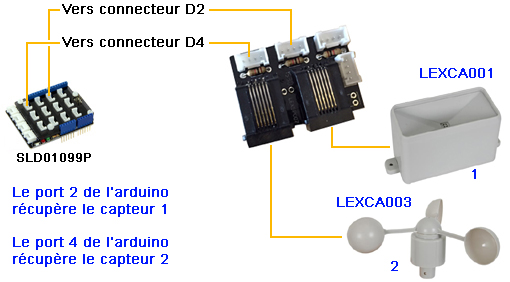 Vers connecteur D2
Vers connecteur D4
LEXCA001
SLD01099P
1
Le port 2 de l'arduino
récupère le capteur 1
LEXCA003
Le port 4 de l'arduino
récupère le capteur 2
2